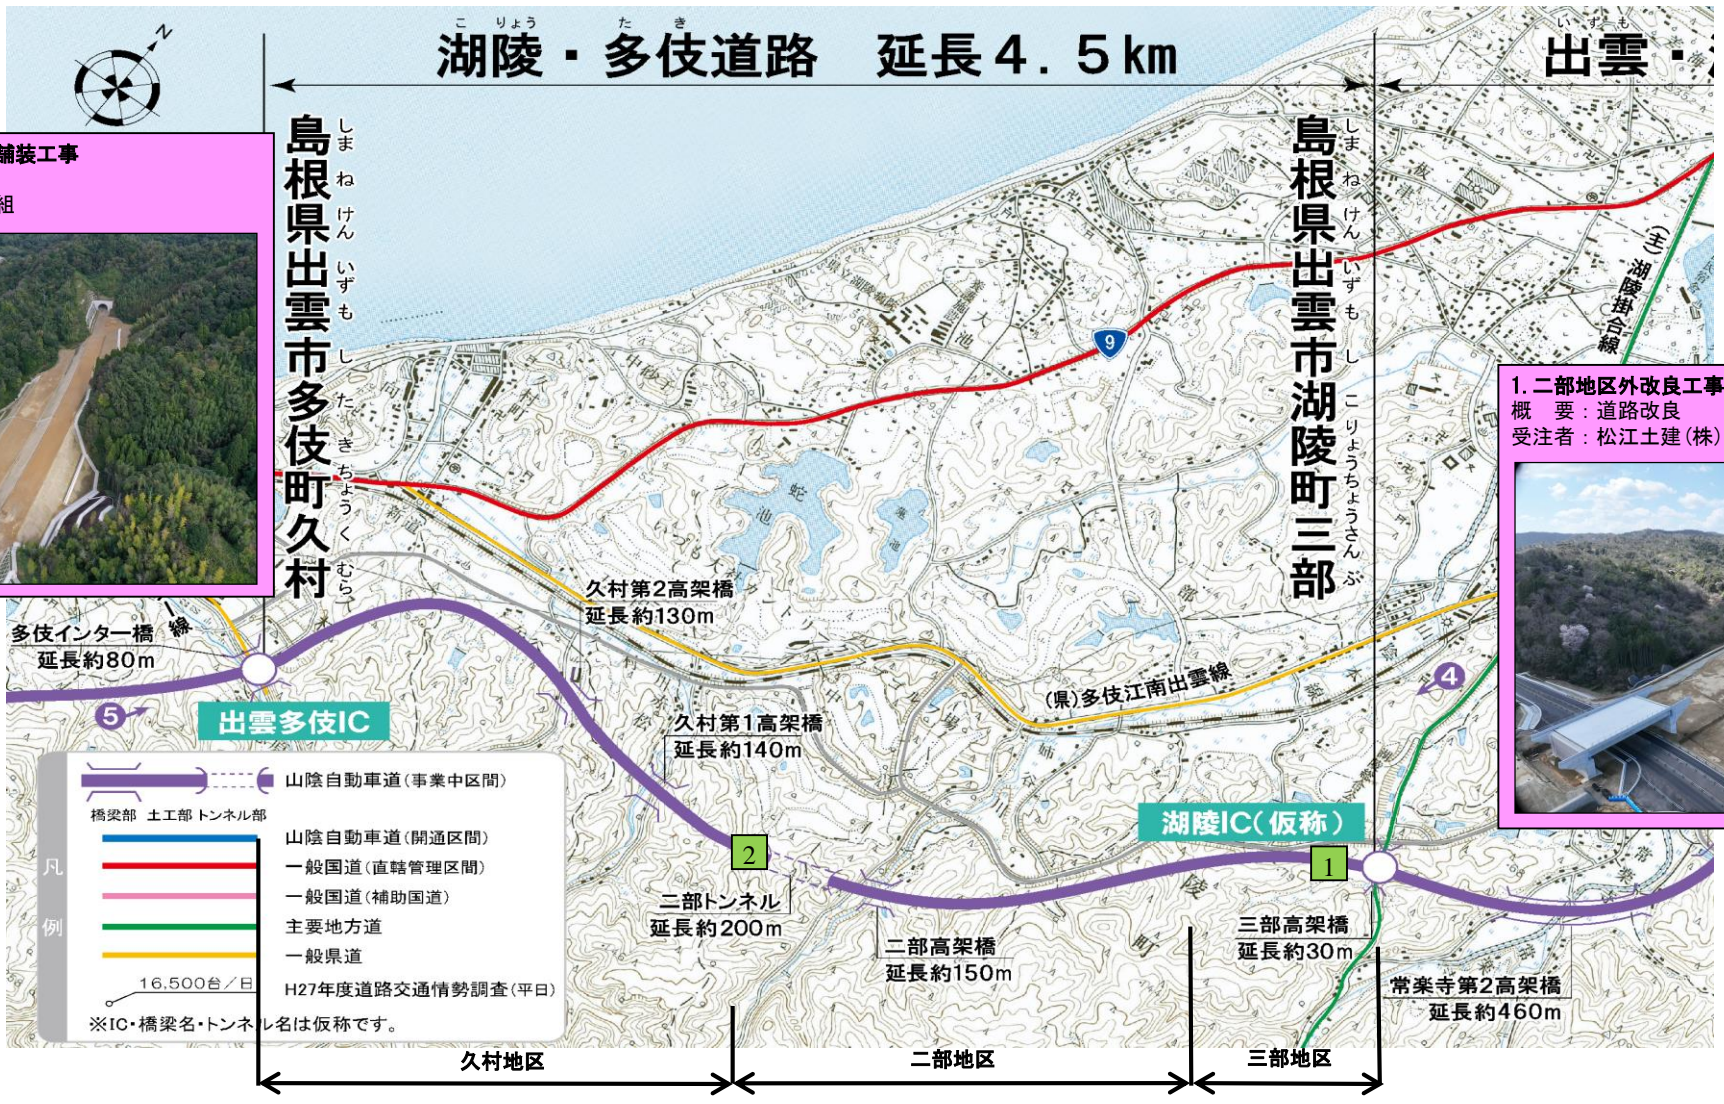 湖陵・多伎道路 延長4.5km
こ りょう た き
出雲・
いずも
N
島根県出雲市多伎町久村
しま ね けん いずも し た き ちょう く むら
島根県出雲市湖陵町三部
しま ね けん いずも し こ りょうちょうさん ぶ
舗装工事
組
1.二部地区外改良工事
概 要:道路改良
受注者:松江土建(株)
9
(主)湖陵掛合線
蛇池
久村第2高架橋
延長約130m
多伎インター橋
延長約80m
線
5
出雲多伎IC
(県)多伎江南出雲線
4
久村第1高架橋
延長約140m
湖陵IC(仮称)
2
1
二部トンネル
延長約200m
二部高架橋
延長約150m
三部高架橋
延長約30m
常楽寺第2高架橋
延長約460m
陵
町
凡例
山陰自動車道(事業中区間)
橋梁部 土工部 トンネル部
山陰自動車道(開通区間)
一般国道(直轄管理区間)
一般国道(補助国道)
主要地方道
一般県道
16,500台/日
H27年度道路交通情勢調査(平日)
※IC・橋梁名・トンネル名は仮称です。
久村地区
二部地区
三部地区